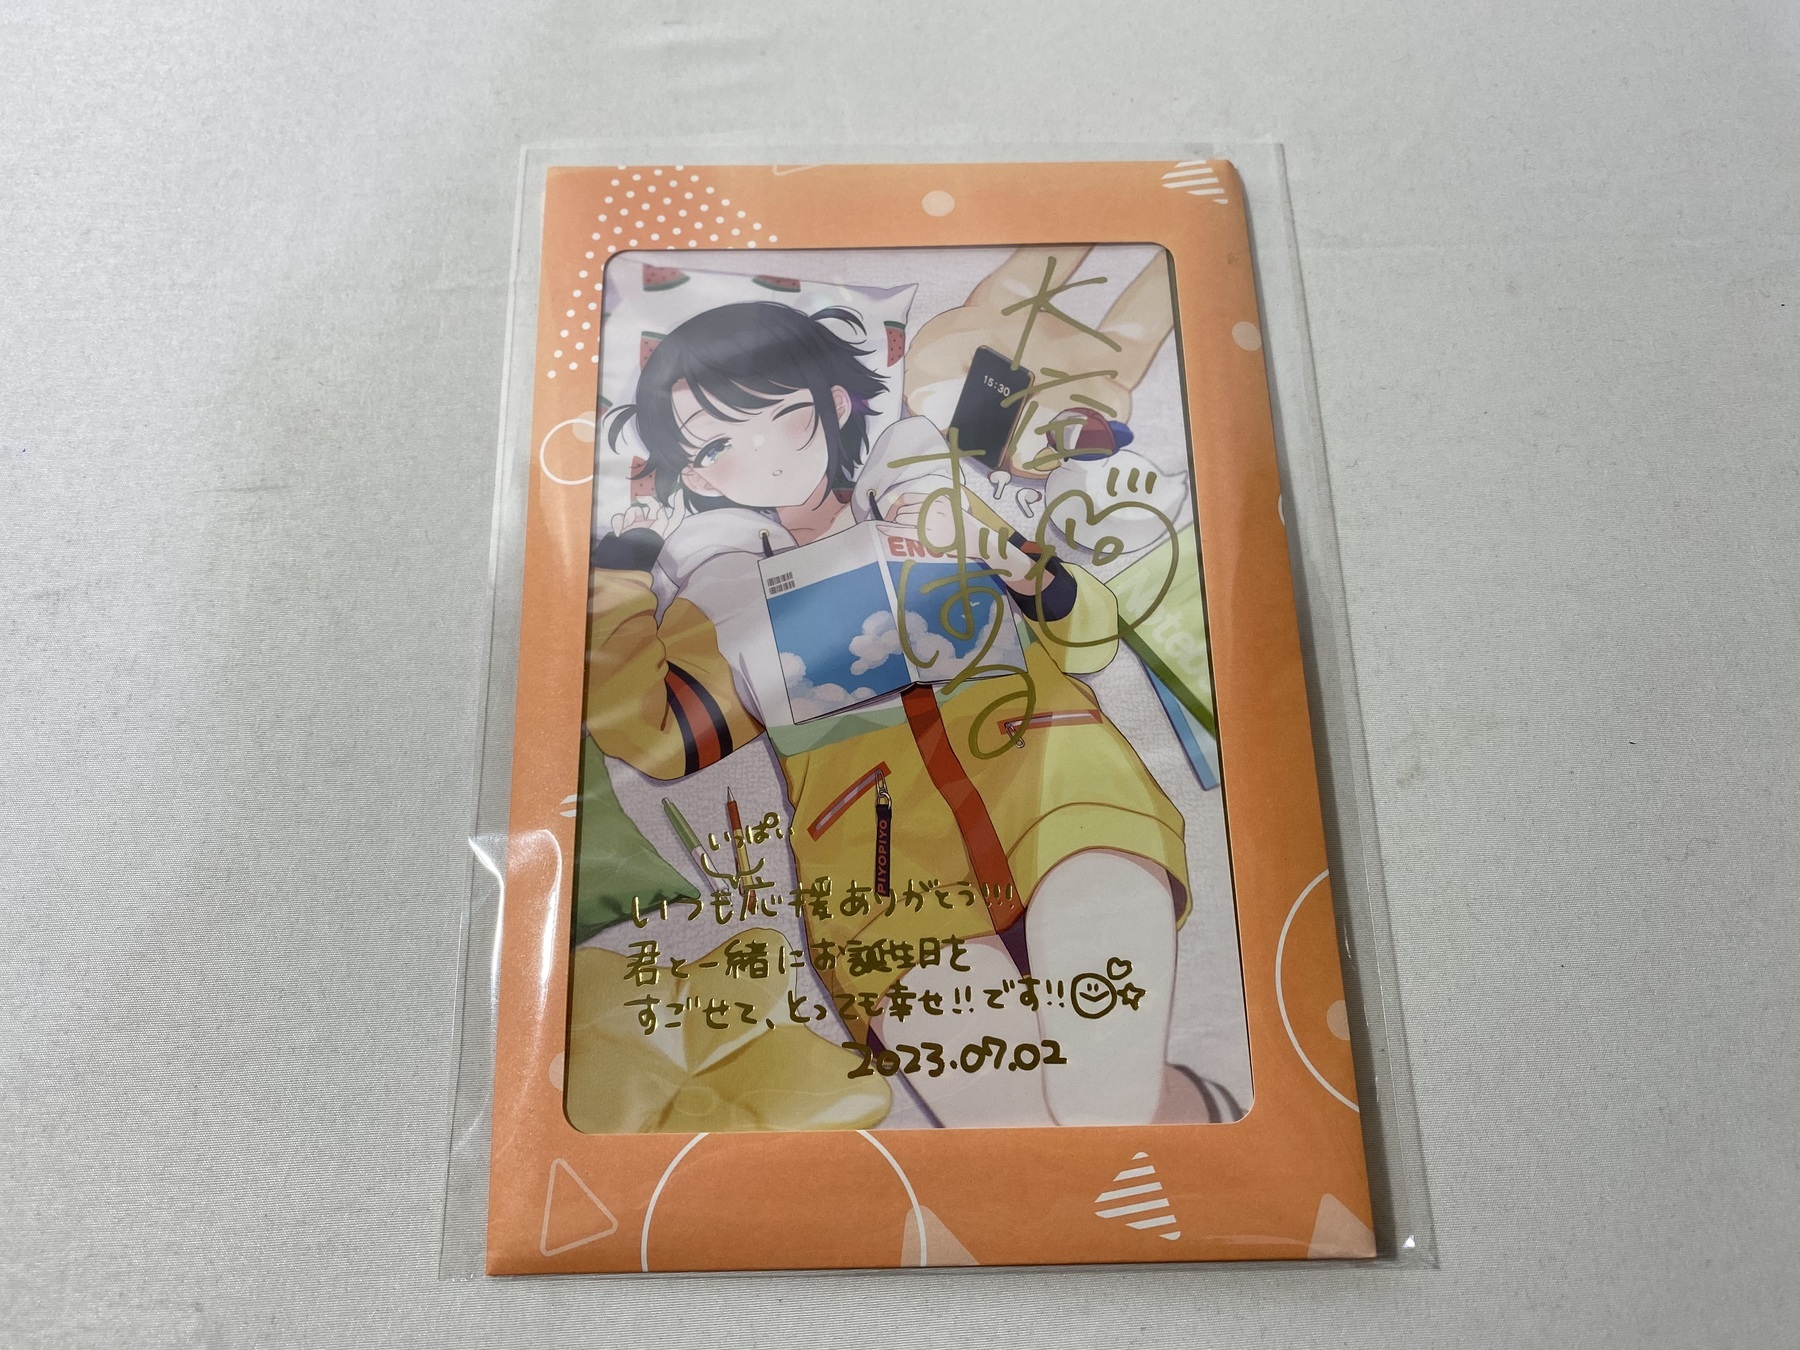 大空
すばる
15:30
ENG
Note
PIYOPIYO
いっぱい
いつも応援ありがとう!!!
君と一緒にお誕生日を
すごせて、とっても幸せ!!です!!
2023.07.02